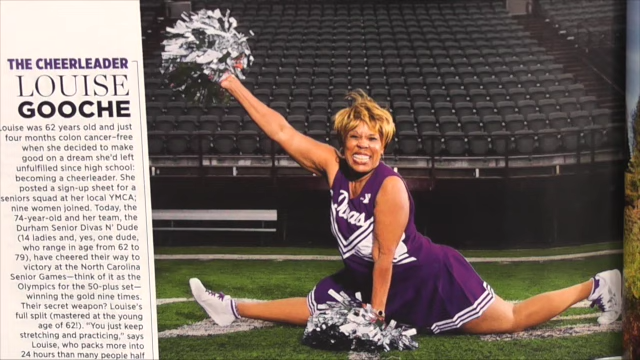 THE CHEERLEADER
LOUISE
GOOCHE
Louise was 62 years old and just
four months colon cancer–free
when she decided to make
good on a dream she'd left
unfulfilled since high school:
becoming a cheerleader. She
posted a sign-up sheet for a
seniors squad at her local YMCA;
nine women joined. Today, the
74-year-old and her team, the
Durham Senior Divas N' Dude
(14 ladies and, yes, one dude,
who range in age from 62 to
79), have cheered their way to
victory at the North Carolina
Senior Games—think of it as the
Olympics for the 50-plus set—
winning the gold nine times.
Their secret weapon? Louise's
full split (mastered at the young
age of 62!). "You just keep
stretching and practicing," says
Louise, who packs more into
24 hours than many people half
Divas